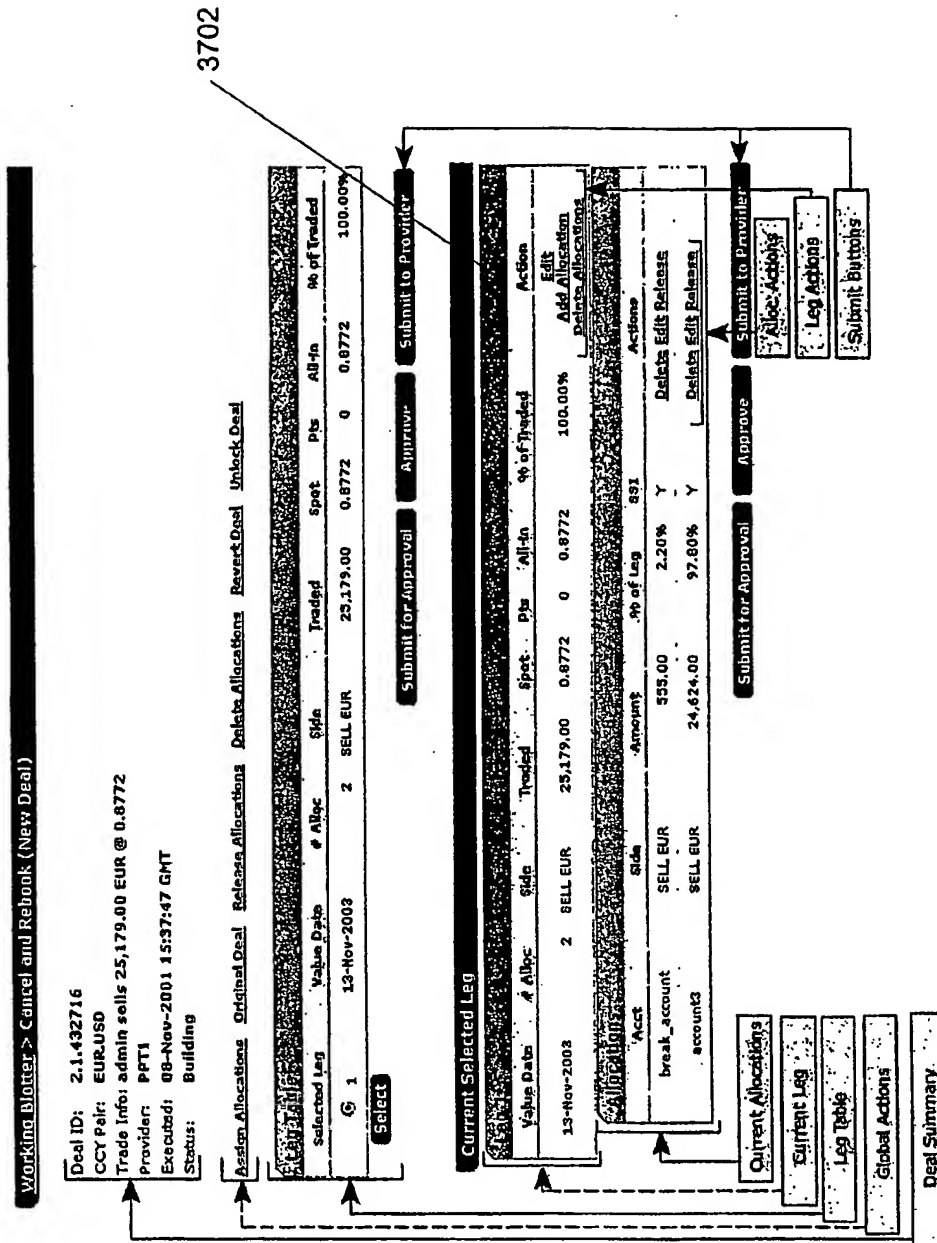 3702
Working Blotter > Cancel and Rebook (New Deal)
Deal ID: 2.1.432716
CCY Pair: EUR.USD
Trade Info: admin sells 25,179.00 EUR @ 0.8772
Provider: PFT1
Executed: 08-Nov-2001 15:37:47 GMT
Status: Building
Assign Allocations Original Deal Release Allocations Delete Allocations Revert Deal Unlock Deal
Selected Leg Value Date # Alloc Side Traded Spot Pts All-In % of Traded
1 13-Nov-2003 2 SELL EUR 25,179.00 0.8772 0 0.8772 100.00%
Select
Submit for Approval Approve Submit to Provider
Current Selected Leg
Value Date # Alloc Side Traded Spot Pts All-In % of Traded Action
13-Nov-2003 2 SELL EUR 25,179.00 0.8772 0 0.8772 100.00% Edit
Add Allocation
Delete Allocations
Allocations
Acct Side Amount % of Leg SSI Actions
break_account SELL EUR 555.00 2.20% Y Delete Edit Release
account3 SELL EUR 24,624.00 97.80% Y Delete Edit Release
Submit for Approval Approve Submit to Provider
Current Allocations
Current Leg
Leg Table
Global Actions
Deal Summary
Alloc Actions
Leg Actions
Submit Buttons